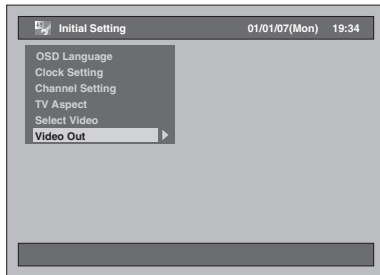 Initial Setting 01/01/07(Mon) 19:34
OSD Language
Clock Setting
Channel Setting
TV Aspect
Select Video
Video Out